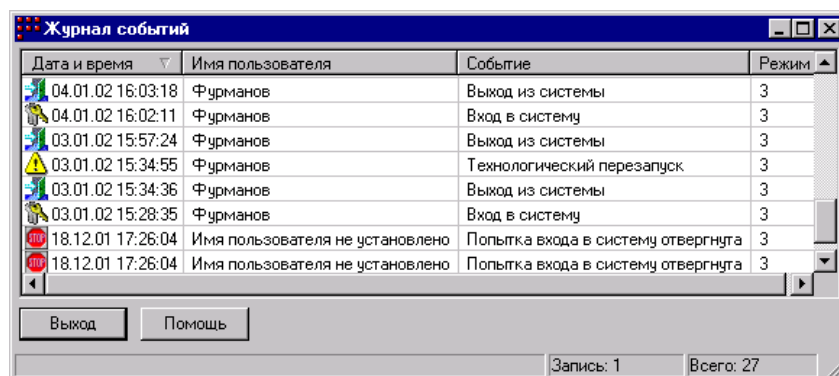 Журнал событий
Дата и время Имя пользователя Событие Режим
04.01.02 16:03:18 Фурманов Выход из системы 3
04.01.02 16:02:11 Фурманов Вход в систему 3
03.01.02 15:57:24 Фурманов Выход из системы 3
03.01.02 15:34:55 Фурманов Технологический перезапуск 3
03.01.02 15:34:36 Фурманов Выход из системы 3
03.01.02 15:28:35 Фурманов Вход в систему 3
STOP 18.12.01 17:26:04 Имя пользователя не установлено Попытка входа в систему отвергнута 3
STOP 18.12.01 17:26:04 Имя пользователя не установлено Попытка входа в систему отвергнута 3
Выход Помощь
Запись: 1 Всего: 27